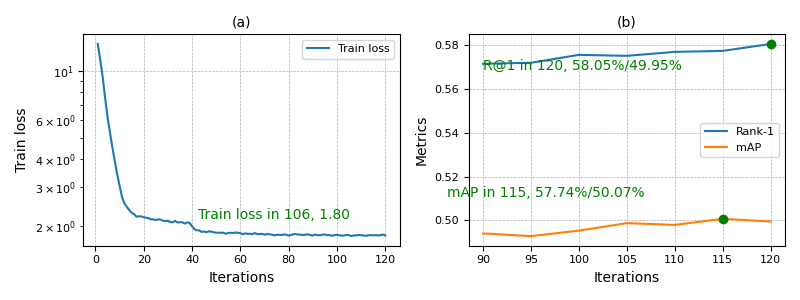 (a)
Train loss
10¹
6 × 10⁰
4 × 10⁰
3 × 10⁰
2 × 10⁰
Train loss
Train loss in 106, 1.80
0 20 40 60 80 100 120
Iterations
(b)
0.58
0.56
0.54
0.52
0.50
Metrics
R@1 in 120, 58.05%/49.95%
Rank-1
mAP
mAP in 115, 57.74%/50.07%
90 95 100 105 110 115 120
Iterations